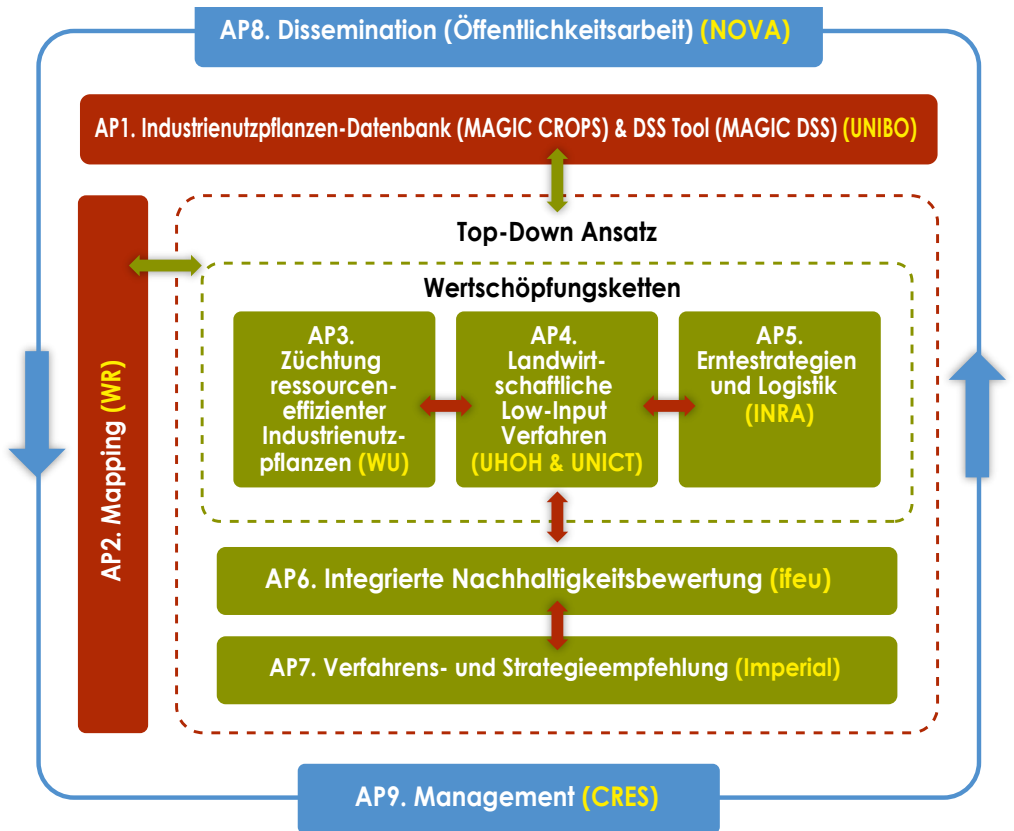 AP8. Dissemination (Öffentlichkeitsarbeit) (NOVA)
AP1. Industrienutzpflanzen-Datenbank (MAGIC CROPS) & DSS Tool (MAGIC DSS) (UNIBO)
AP2. Mapping (WR)
Top-Down Ansatz
Wertschöpfungsketten
AP3.
Züchtung
ressourcen-
effizienter
Industrienutz-
pflanzen (WU)
AP4.
Landwirt-
schaftliche
Low-Input
Verfahren
(UHOH & UNICT)
AP5.
Erntestrategien
und Logistik
(INRA)
AP6. Integrierte Nachhaltigkeitsbewertung (ifeu)
AP7. Verfahrens- und Strategieempfehlung (Imperial)
AP9. Management (CRES)